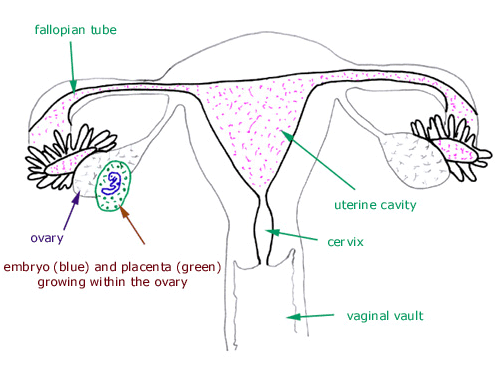 fallopian tube
uterine cavity
ovary
cervix
embryo (blue) and placenta (green)
growing within the ovary
vaginal vault